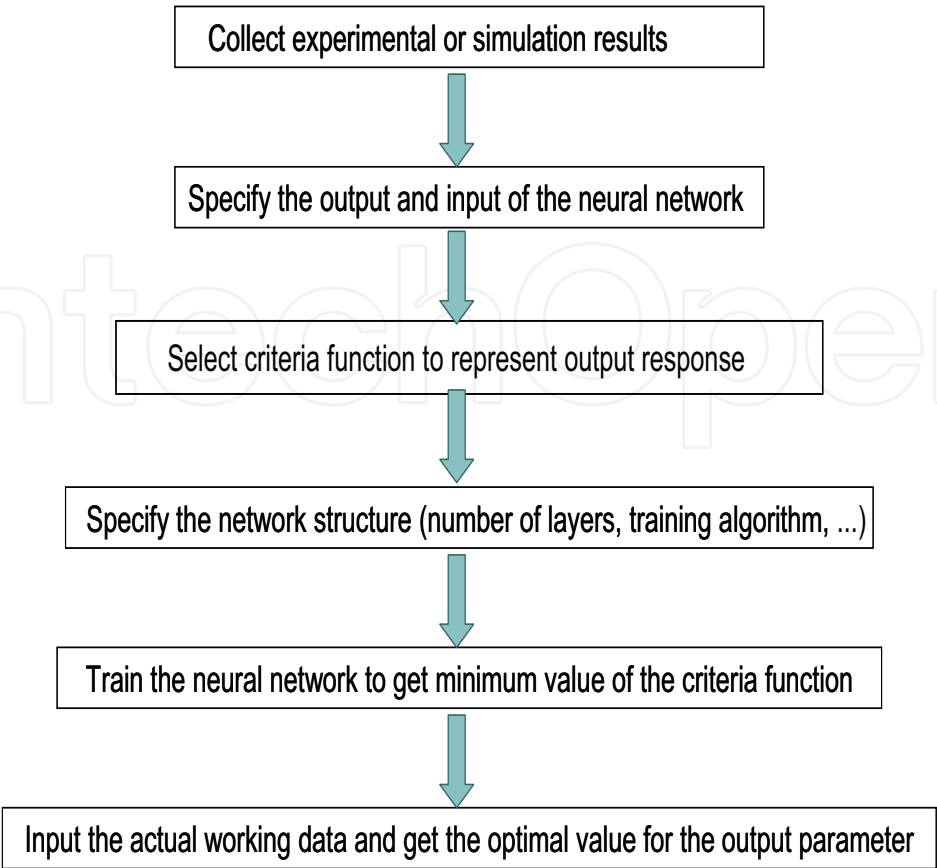 Collect experimental or simulation results
Specify the output and input of the neural network
Select criteria function to represent output response
Specify the network structure (number of layers, training algorithm, ...)
Train the neural network to get minimum value of the criteria function
Input the actual working data and get the optimal value for the output parameter
ntechOpe